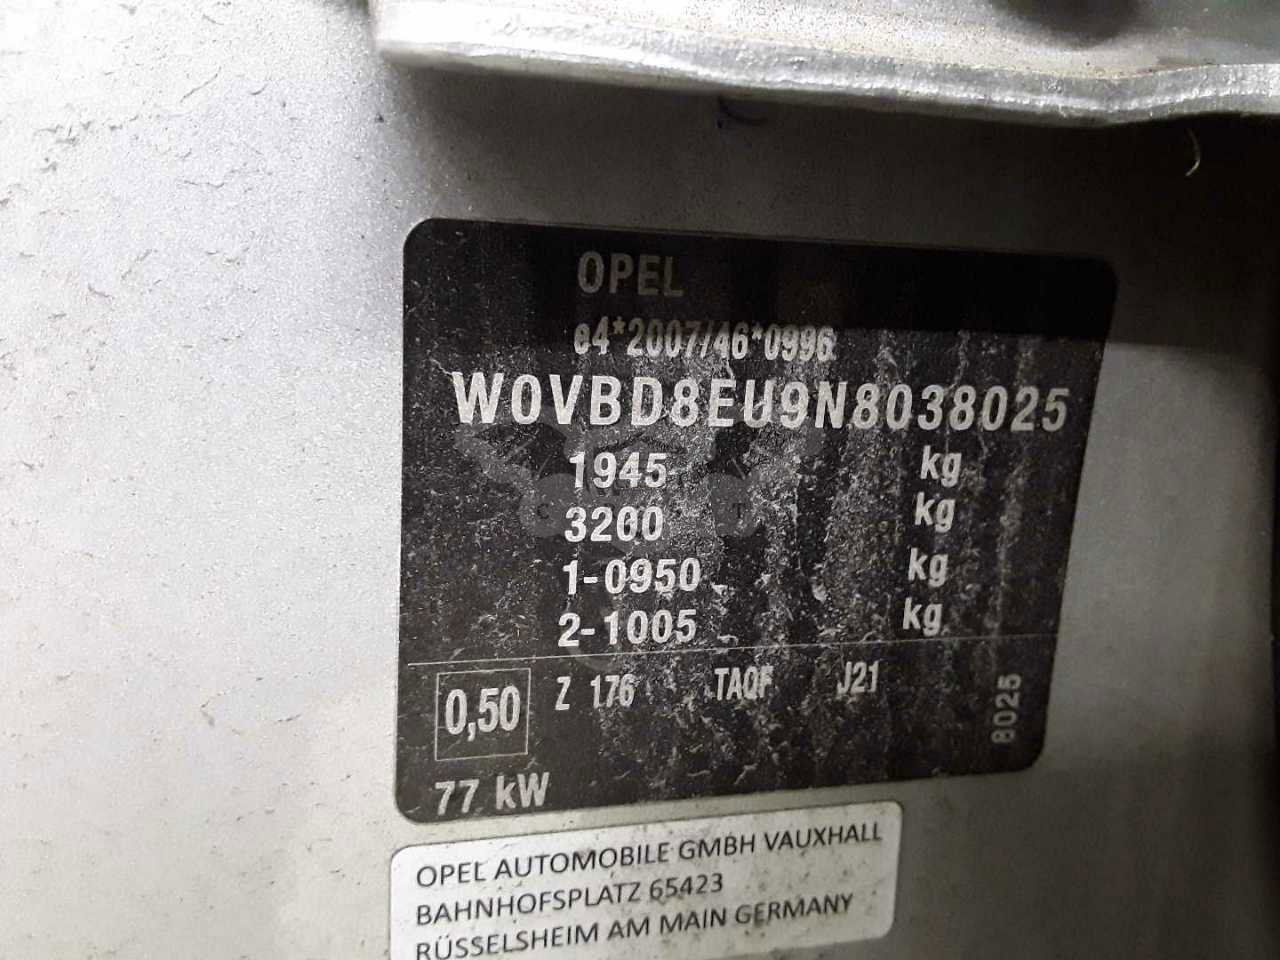 OPEL
e4*2007/46*0996
W0VBD8EU9N8038025
1945 kg
3200 kg
1-0950 kg
2-1005 kg
0,50 Z 176 TAQF J21
8025
77 kW
OPEL AUTOMOBILE GMBH VAUXHALL
BAHNHOFSPLATZ 65423
RÜSSELSHEIM AM MAIN GERMANY